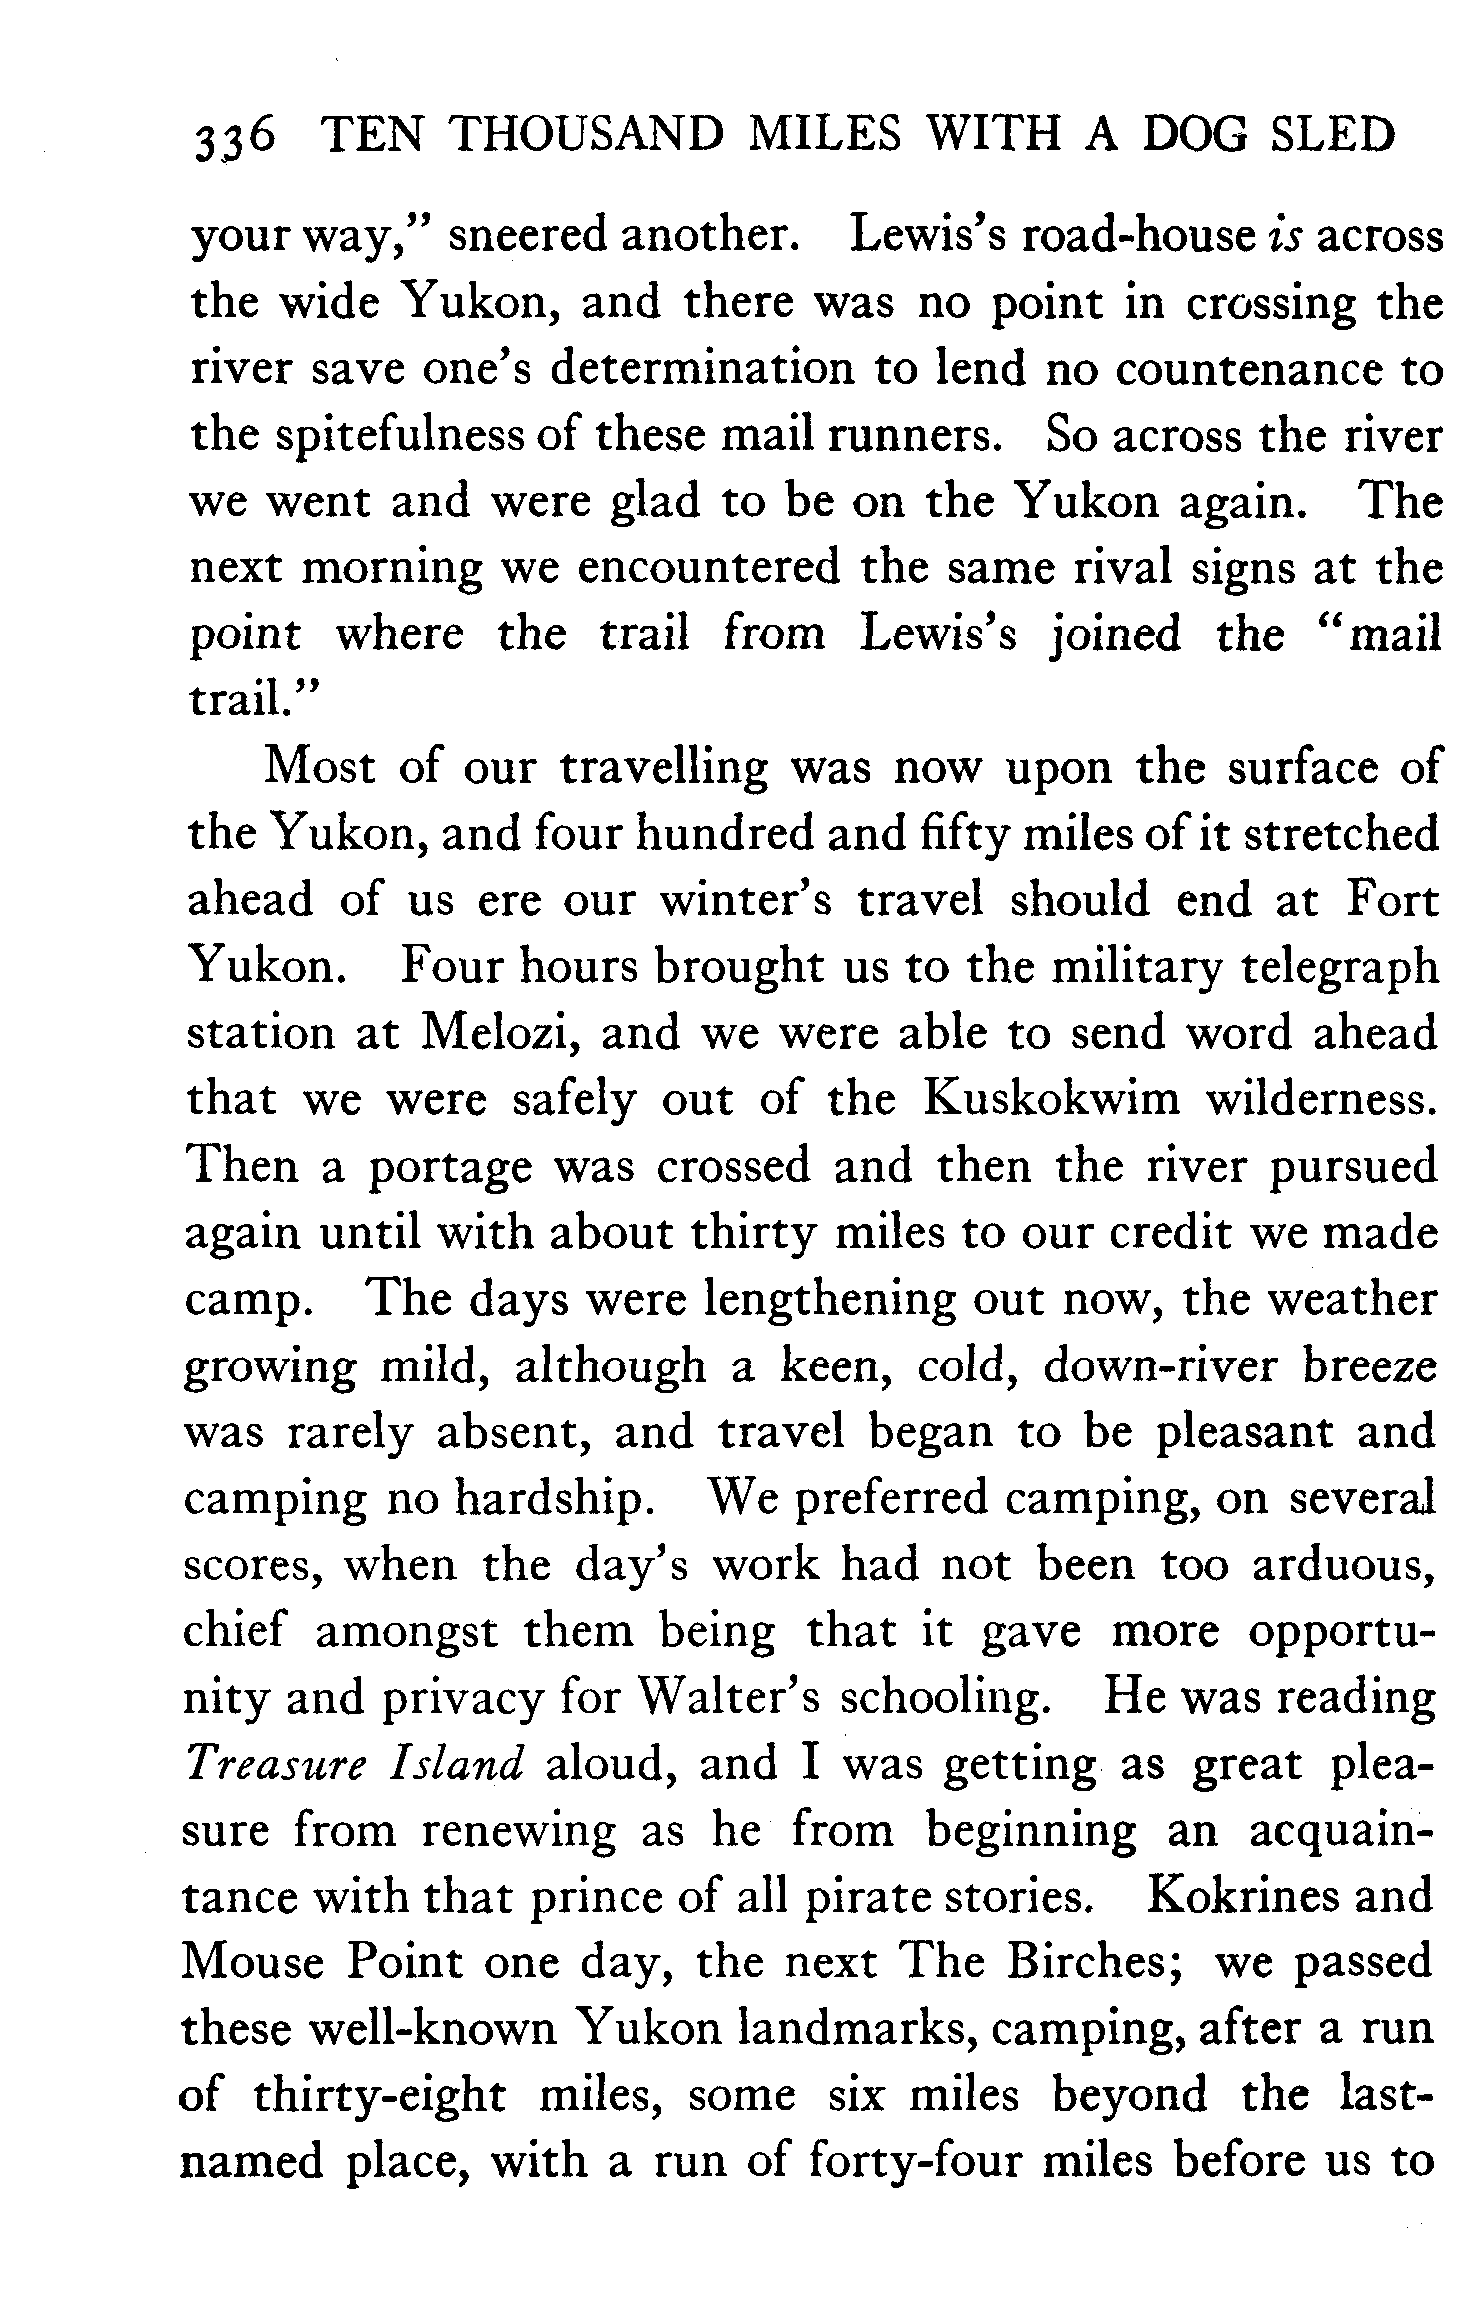 336 TEN THOUSAND MILES WITH A DOG SLED
your way,” sneered another. Lewis’s road-house is across
the wide Yukon, and there was no point in crossing the
river save one’s determination to lend no countenance to
the spitefulness of these mail runners. So across the river
we went and were glad to be on the Yukon again. The
next morning we encountered the same rival signs at the
point where the trail from Lewis’s joined the “mail
trail.”
Most of our travelling was now upon the surface of
the Yukon, and four hundred and fifty miles of it stretched
ahead of us ere our winter’s travel should end at Fort
Yukon. Four hours brought us to the military telegraph
station at Melozi, and we were able to send word ahead
that we were safely out of the Kuskokwim wilderness.
Then a portage was crossed and then the river pursued
again until with about thirty miles to our credit we made
camp. The days were lengthening out now, the weather
growing mild, although a keen, cold, down-river breeze
was rarely absent, and travel began to be pleasant and
camping no hardship. We preferred camping, on several
scores, when the day’s work had not been too arduous,
chief amongst them being that it gave more opportu-
nity and privacy for Walter’s schooling. He was reading
Treasure Island aloud, and I was getting as great plea-
sure from renewing as he from beginning an acquain-
tance with that prince of all pirate stories. Kokrines and
Mouse Point one day, the next The Birches; we passed
these well-known Yukon landmarks, camping, after a run
of thirty-eight miles, some six miles beyond the last-
named place, with a run of forty-four miles before us to